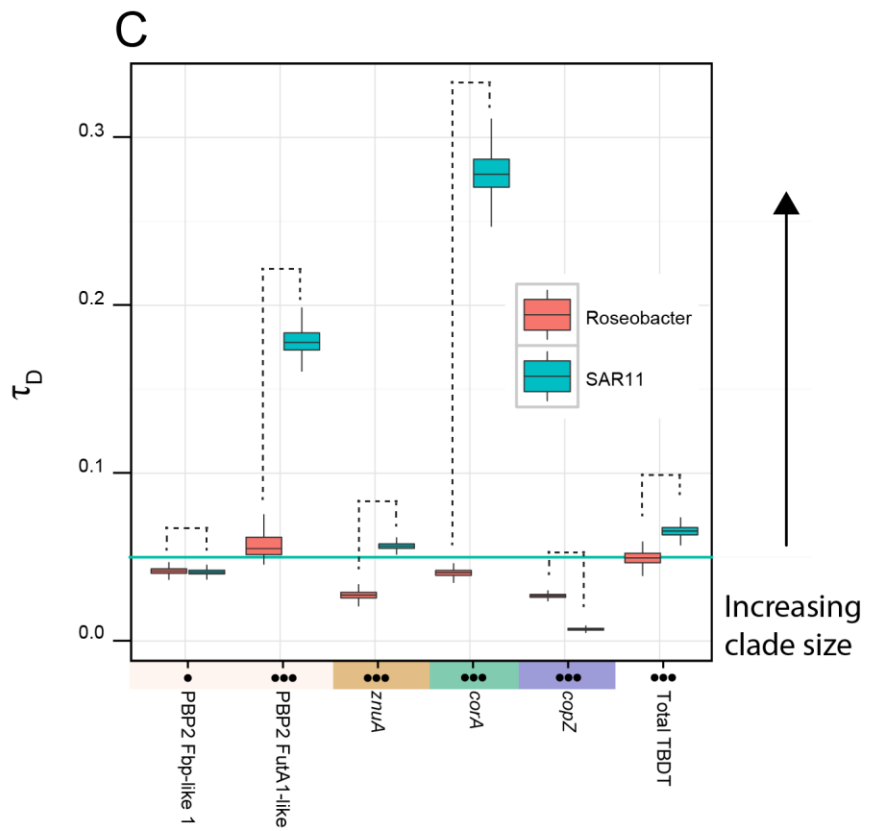 C
0.3
0.2
0.1
0.0
τD
Roseobacter
SAR11
Increasing
clade size
PBP2 Fbp-like 1
PBP2 FutA1-like
znuA
corA
copZ
Total TBDT